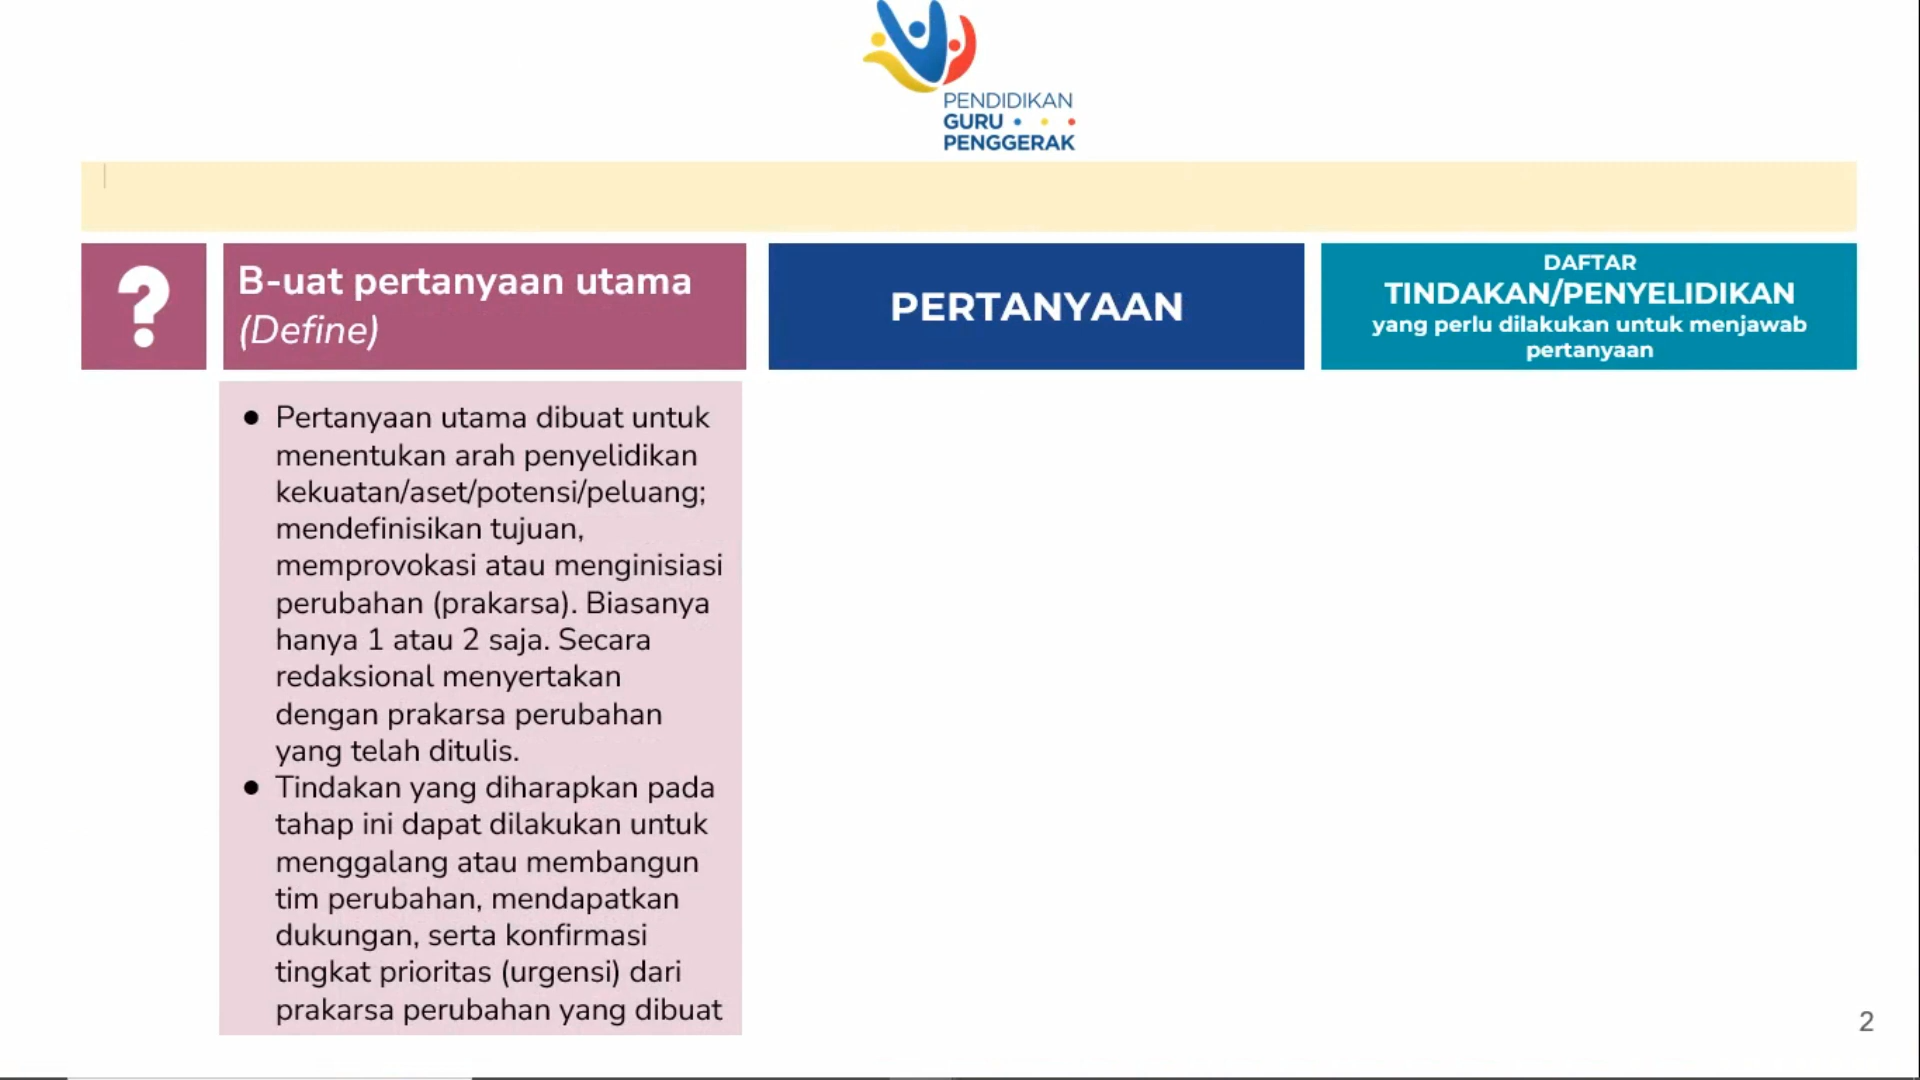 PENDIDIKAN
GURU
PENGGERAK
?
B-uat pertanyaan utama
(Define)
PERTANYAAN
DAFTAR
TINDAKAN/PENYELIDIKAN
yang perlu dilakukan untuk menjawab
pertanyaan
● Pertanyaan utama dibuat untuk
menentukan arah penyelidikan
kekuatan/aset/potensi/peluang;
mendefinisikan tujuan,
memprovokasi atau menginisiasi
perubahan (prakarsa). Biasanya
hanya 1 atau 2 saja. Secara
redaksional menyertakan
dengan prakarsa perubahan
yang telah ditulis.
● Tindakan yang diharapkan pada
tahap ini dapat dilakukan untuk
menggalang atau membangun
tim perubahan, mendapatkan
dukungan, serta konfirmasi
tingkat prioritas (urgensi) dari
prakarsa perubahan yang dibuat
2